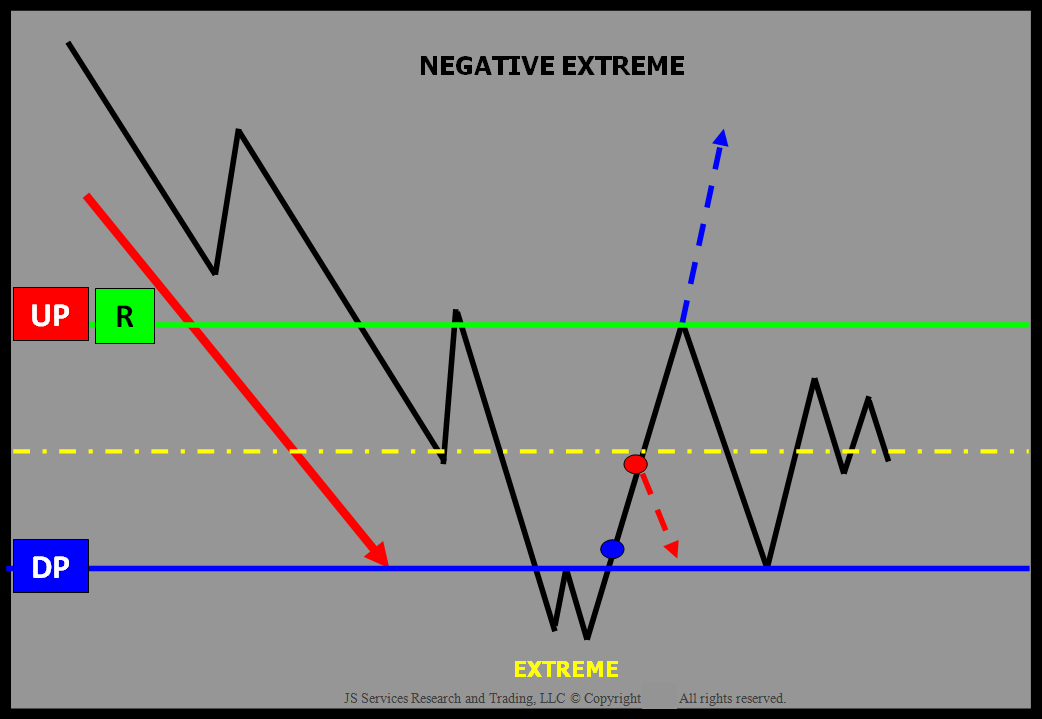 NEGATIVE EXTREME
UP R
DP
EXTREME
JS Services Research and Trading, LLC © Copyright All rights reserved.